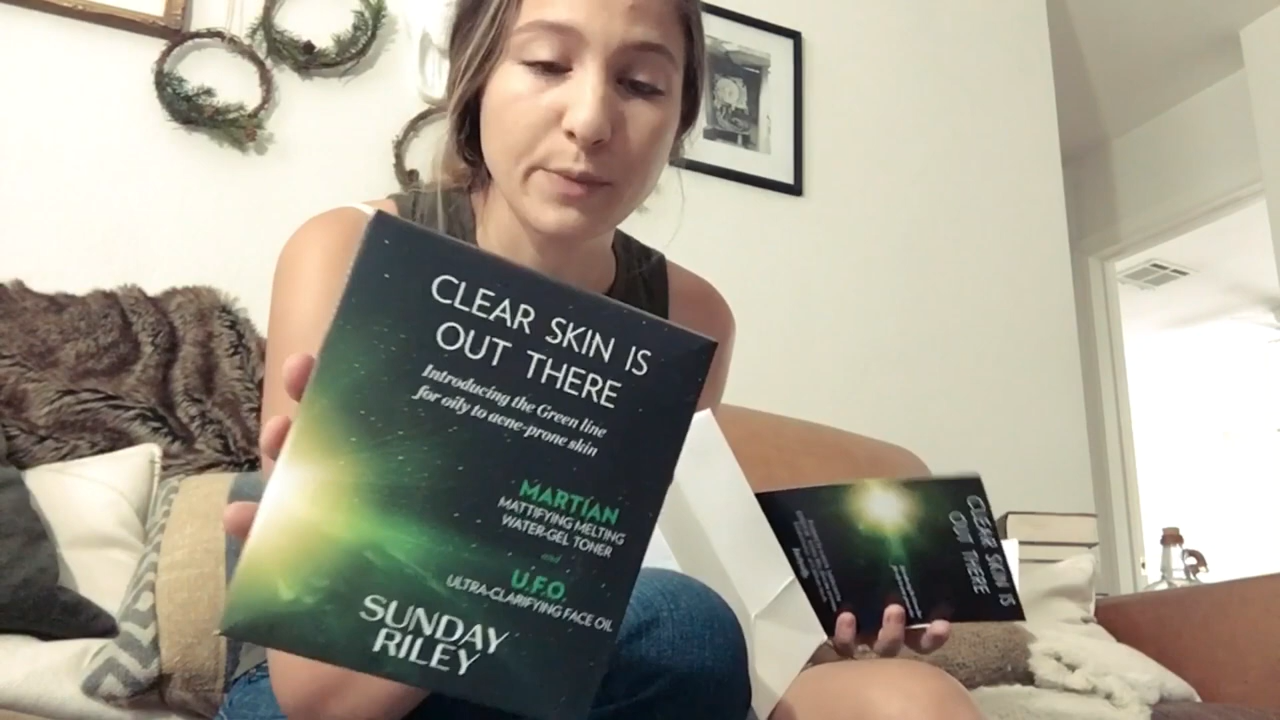 CLEAR SKIN IS
OUT THERE
Introducing the Green line
for oily to acne-prone skin
MARTIAN
MATTIFYING MELTING
WATER-GEL TONER
and
U.F.O.
ULTRA-CLARIFYING FACE OIL
SUNDAY
RILEY
CLEAR SKIN IS
OUT THERE